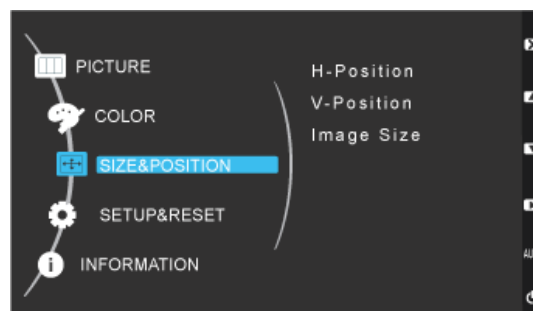 PICTURE
COLOR
SIZE&POSITION
SETUP&RESET
INFORMATION
H-Position
V-Position
Image Size